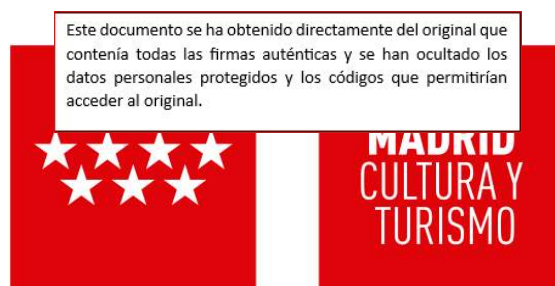 Este documento se ha obtenido directamente del original que
contenía todas las firmas auténticas y se han ocultado los
datos personales protegidos y los códigos que permitirían
acceder al original.
MADRID
CULTURA Y
TURISMO